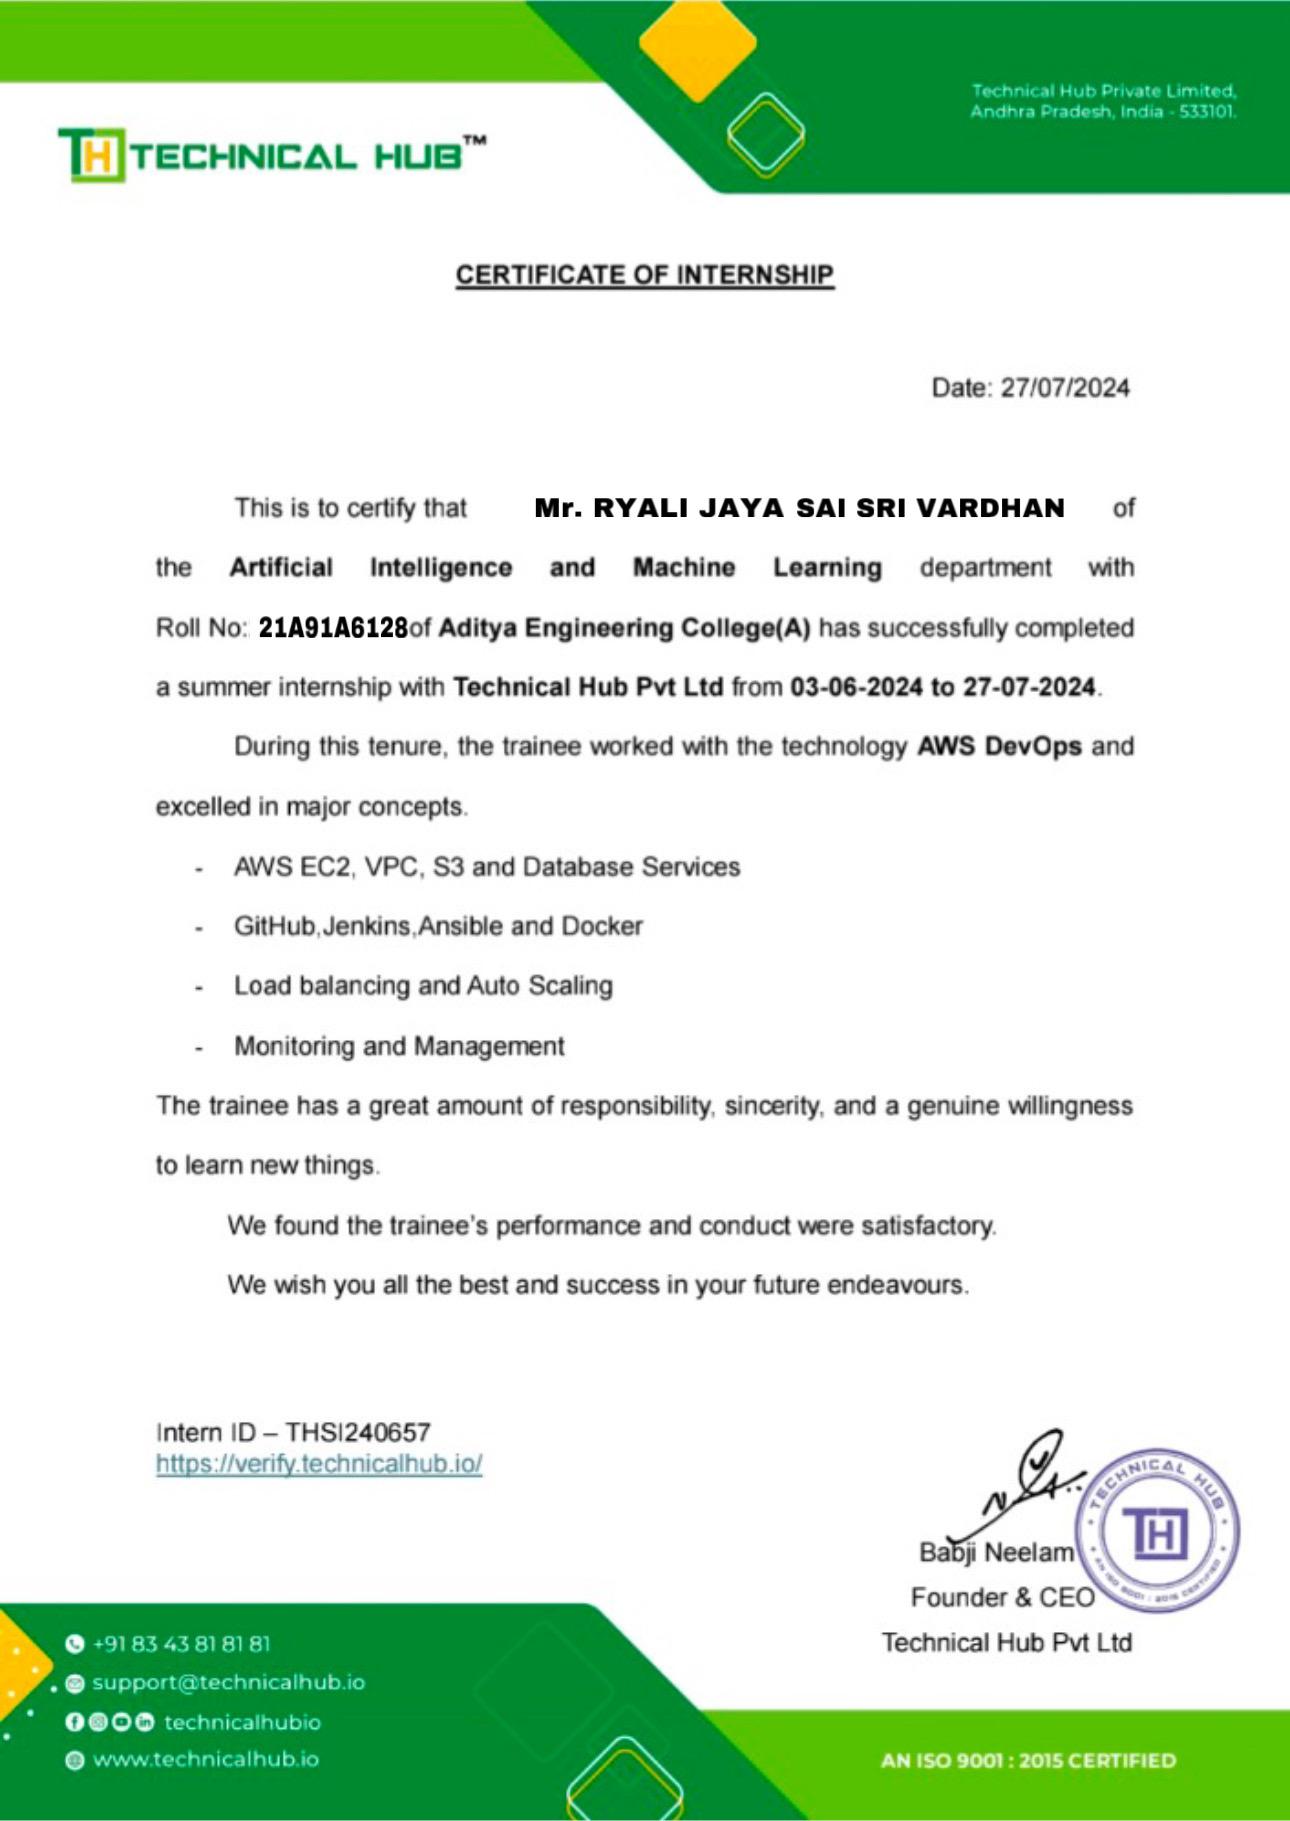 Technical Hub Private Limited,
Andhra Pradesh, India - 533101.
TH TECHNICAL HUB™
CERTIFICATE OF INTERNSHIP
Date: 27/07/2024
This is to certify that Mr. RYALI JAYA SAI SRI VARDHAN of
the Artificial Intelligence and Machine Learning department with
Roll No: 21A91A6128of Aditya Engineering College(A) has successfully completed
a summer internship with Technical Hub Pvt Ltd from 03-06-2024 to 27-07-2024.
During this tenure, the trainee worked with the technology AWS DevOps and
excelled in major concepts.
- AWS EC2, VPC, S3 and Database Services
- GitHub,Jenkins,Ansible and Docker
- Load balancing and Auto Scaling
- Monitoring and Management
The trainee has a great amount of responsibility, sincerity, and a genuine willingness
to learn new things.
We found the trainee's performance and conduct were satisfactory.
We wish you all the best and success in your future endeavours.
Intern ID – THSI240657
https://verify.technicalhub.io/
TECHNICAL HUB
TH
AN ISO 9001 : 2015 CERTIFIED
Babji Neelam
Founder & CEO
Technical Hub Pvt Ltd
+91 83 43 81 81 81
support@technicalhub.io
technicalhubio
www.technicalhub.io
AN ISO 9001 : 2015 CERTIFIED